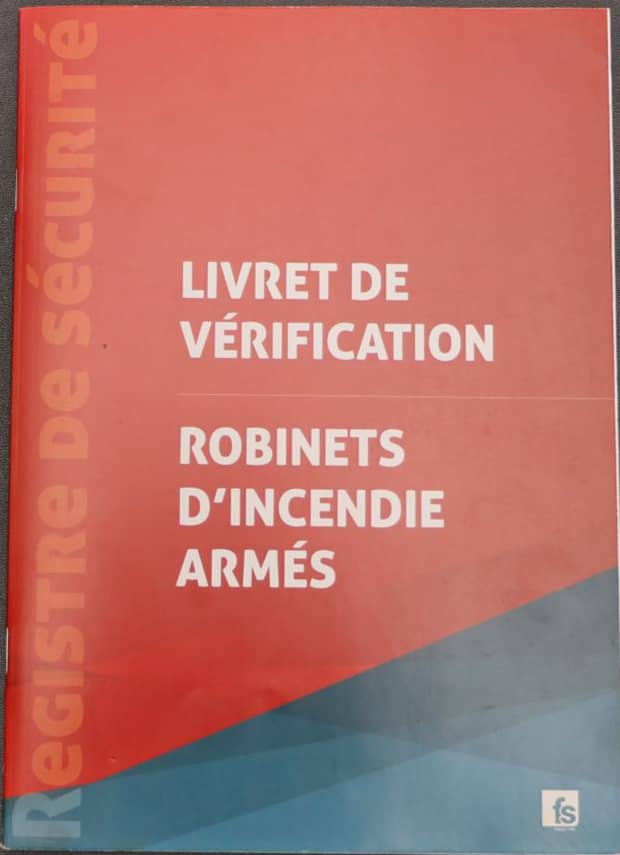 Registre de sécurité
LIVRET DE
VÉRIFICATION
ROBINETS
D'INCENDIE
ARMÉS
fs